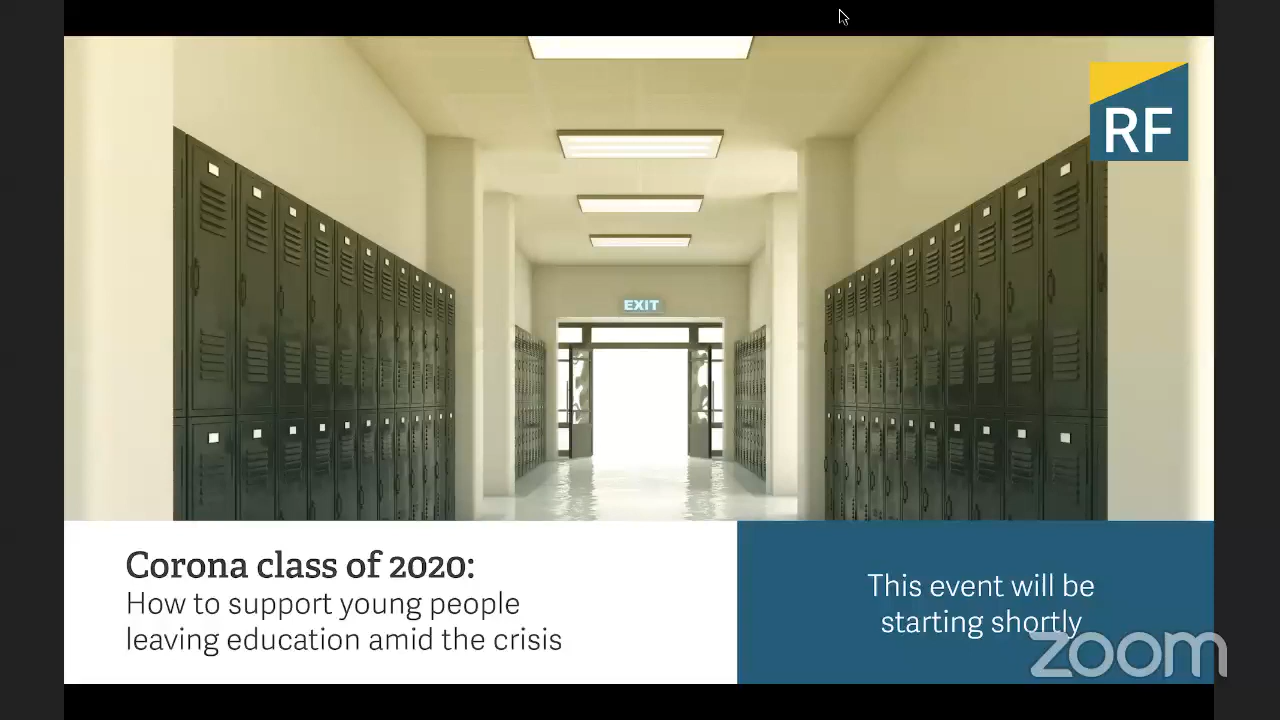 RF
EXIT
Corona class of 2020:
How to support young people
leaving education amid the crisis
This event will be
starting shortly
zoom